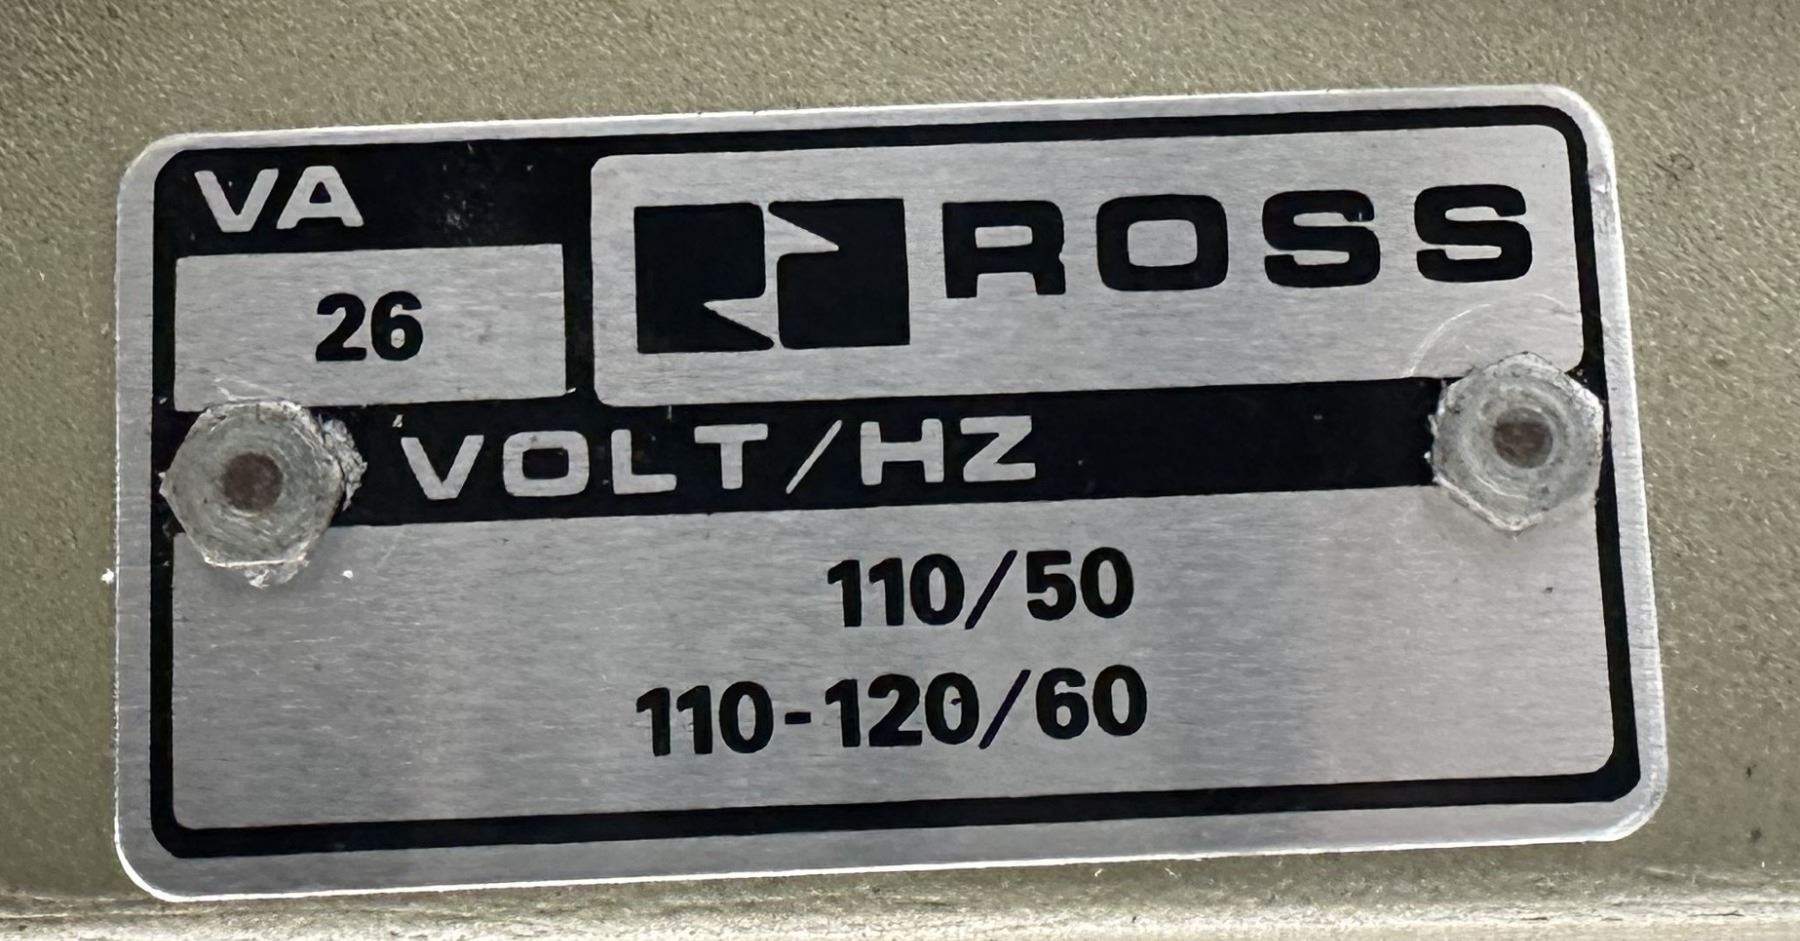 VA
ROSS
26
VOLT/HZ
110/50
110-120/60